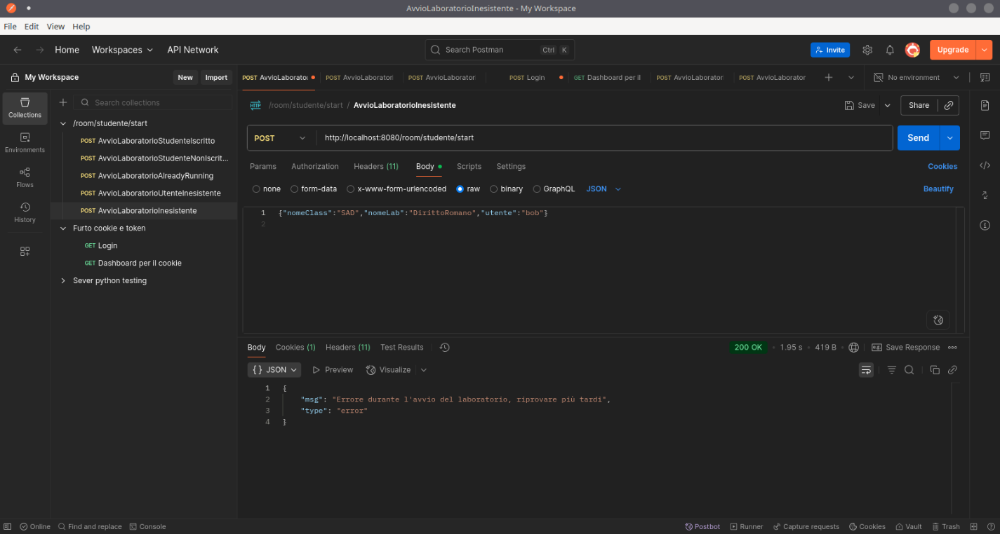 AvvioLaboratorioInesistente - My Workspace
File Edit View Help
Home Workspaces API Network Search Postman Ctrl K Invite Upgrade
My Workspace New Import
POST AvvioLaborator POST AvvioLaborator POST AvvioLaborator POST Login GET Dashboard per il POST AvvioLaborator POST AvvioLaborator No environment
Collections
Environments
Flows
History
Search collections
/room/studente/start
POST AvvioLaboratorioStudenteIscritto
POST AvvioLaboratorioStudenteNonIscrit...
POST AvvioLaboratorioAlreadyRunning
POST AvvioLaboratorioUtenteInesistente
POST AvvioLaboratorioInesistente
Furto cookie e token
GET Login
GET Dashboard per il cookie
Sever python testing
HTTP /room/studente/start / AvvioLaboratorioInesistente Save Share
POST http://localhost:8080/room/studente/start Send
Params Authorization Headers (11) Body Scripts Settings Cookies
none form-data x-www-form-urlencoded raw binary GraphQL JSON Beautify
1 {"nomeClass":"SAD","nomeLab":"DirittoRomano","utente":"bob"}
2
Body Cookies (1) Headers (11) Test Results 200 OK • 1.95 s • 419 B e.g. Save Response
{} JSON Preview Visualize
1 {
2 "msg": "Errore durante l'avvio del laboratorio, riprovare più tardi",
3 "type": "error"
4 }
Online Find and replace Console Postbot Runner Capture requests Cookies Vault Trash